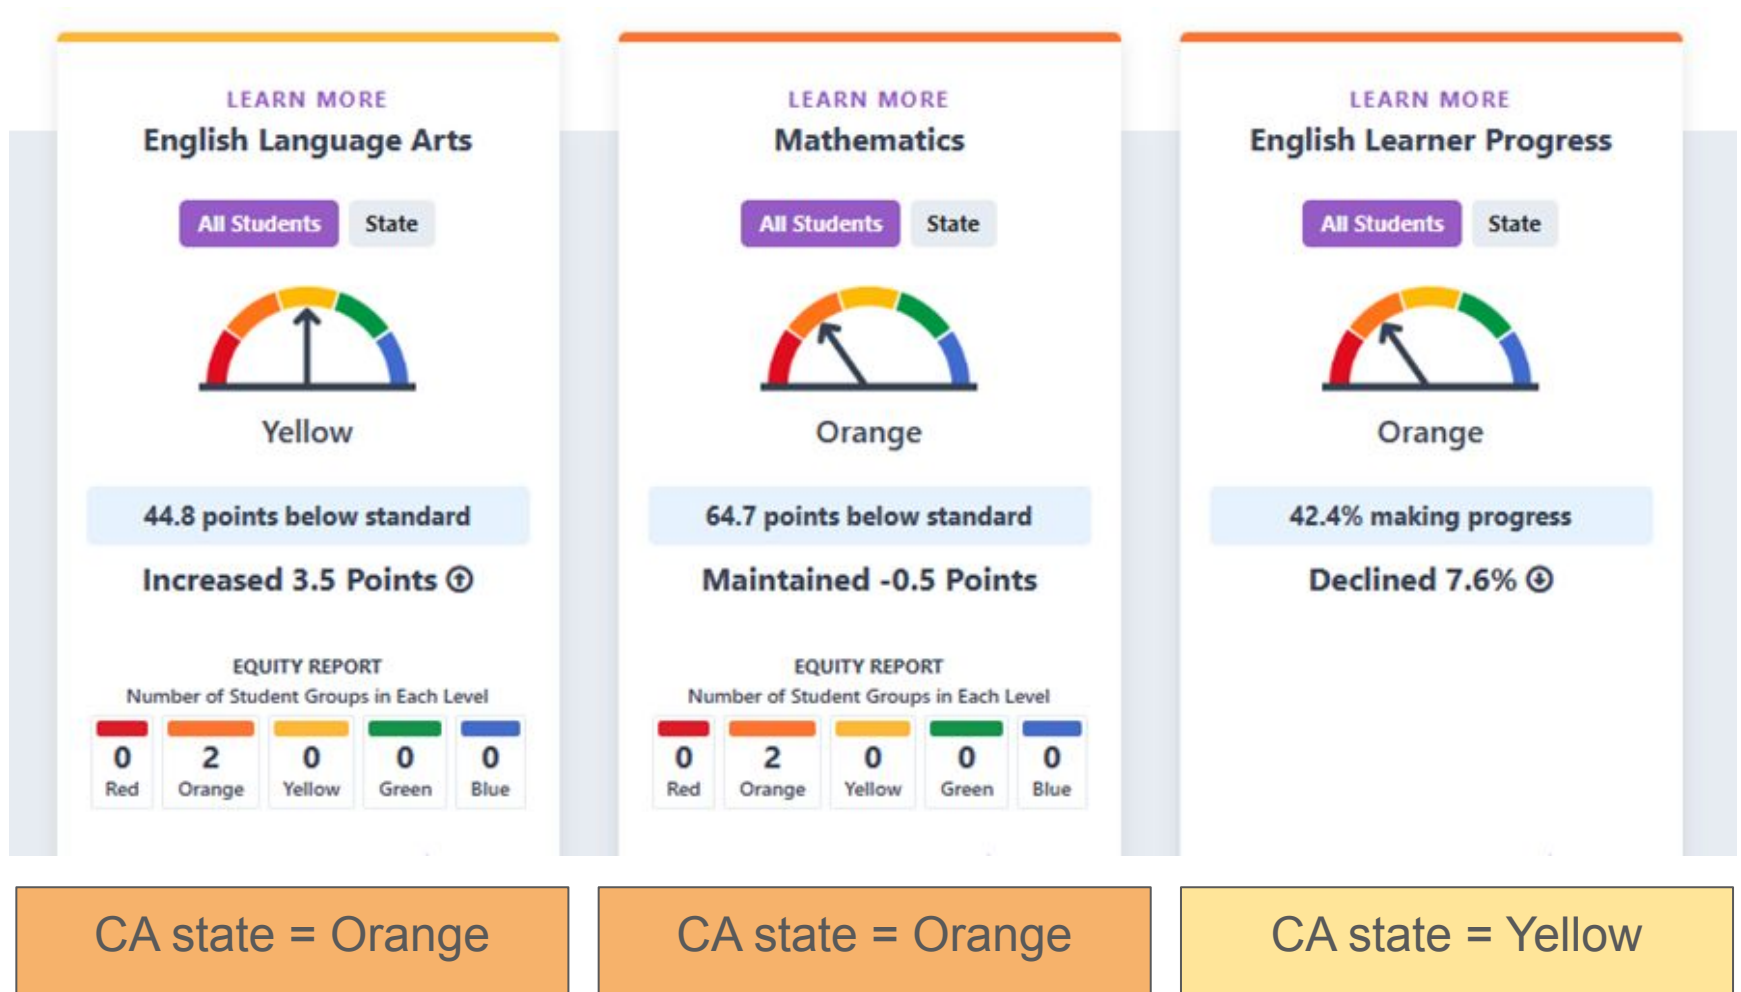 LEARN MORE
English Language Arts
All Students State
Yellow
44.8 points below standard
Increased 3.5 Points
EQUITY REPORT
Number of Student Groups in Each Level
0 2 0 0 0
Red Orange Yellow Green Blue
CA state = Orange
LEARN MORE
Mathematics
All Students State
Orange
64.7 points below standard
Maintained -0.5 Points
EQUITY REPORT
Number of Student Groups in Each Level
0 2 0 0 0
Red Orange Yellow Green Blue
CA state = Orange
LEARN MORE
English Learner Progress
All Students State
Orange
42.4% making progress
Declined 7.6%
CA state = Yellow